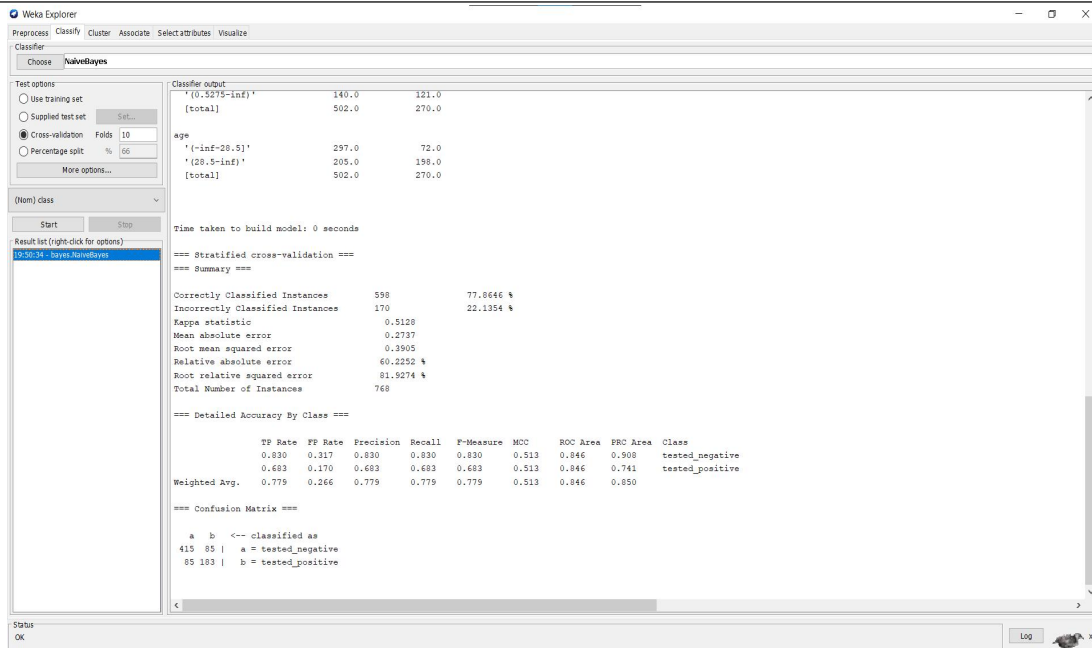 Weka Explorer
Preprocess Classify Cluster Associate Select attributes Visualize
Classifier
Choose NaiveBayes
Test options
Use training set
Supplied test set Set...
Cross-validation Folds 10
Percentage split % 66
More options...
(Nom) class
Start Stop
Result list (right-click for options)
19:50:34 - bayes.NaiveBayes
Classifier output
'(0.5275-inf)' 140.0 121.0
[total] 502.0 270.0
age
'(-inf-28.5]' 297.0 72.0
'(28.5-inf)' 205.0 198.0
[total] 502.0 270.0
Time taken to build model: 0 seconds
=== Stratified cross-validation ===
=== Summary ===
Correctly Classified Instances 598 77.8646 %
Incorrectly Classified Instances 170 22.1354 %
Kappa statistic 0.5128
Mean absolute error 0.2737
Root mean squared error 0.3905
Relative absolute error 60.2252 %
Root relative squared error 81.9274 %
Total Number of Instances 768
=== Detailed Accuracy By Class ===
TP Rate FP Rate Precision Recall F-Measure MCC ROC Area PRC Area Class
0.830 0.317 0.830 0.830 0.830 0.513 0.846 0.908 tested_negative
0.683 0.170 0.683 0.683 0.683 0.513 0.846 0.741 tested_positive
Weighted Avg. 0.779 0.266 0.779 0.779 0.779 0.513 0.846 0.850
=== Confusion Matrix ===
a b <-- classified as
415 85 | a = tested_negative
85 183 | b = tested_positive
Status
OK
Log
x